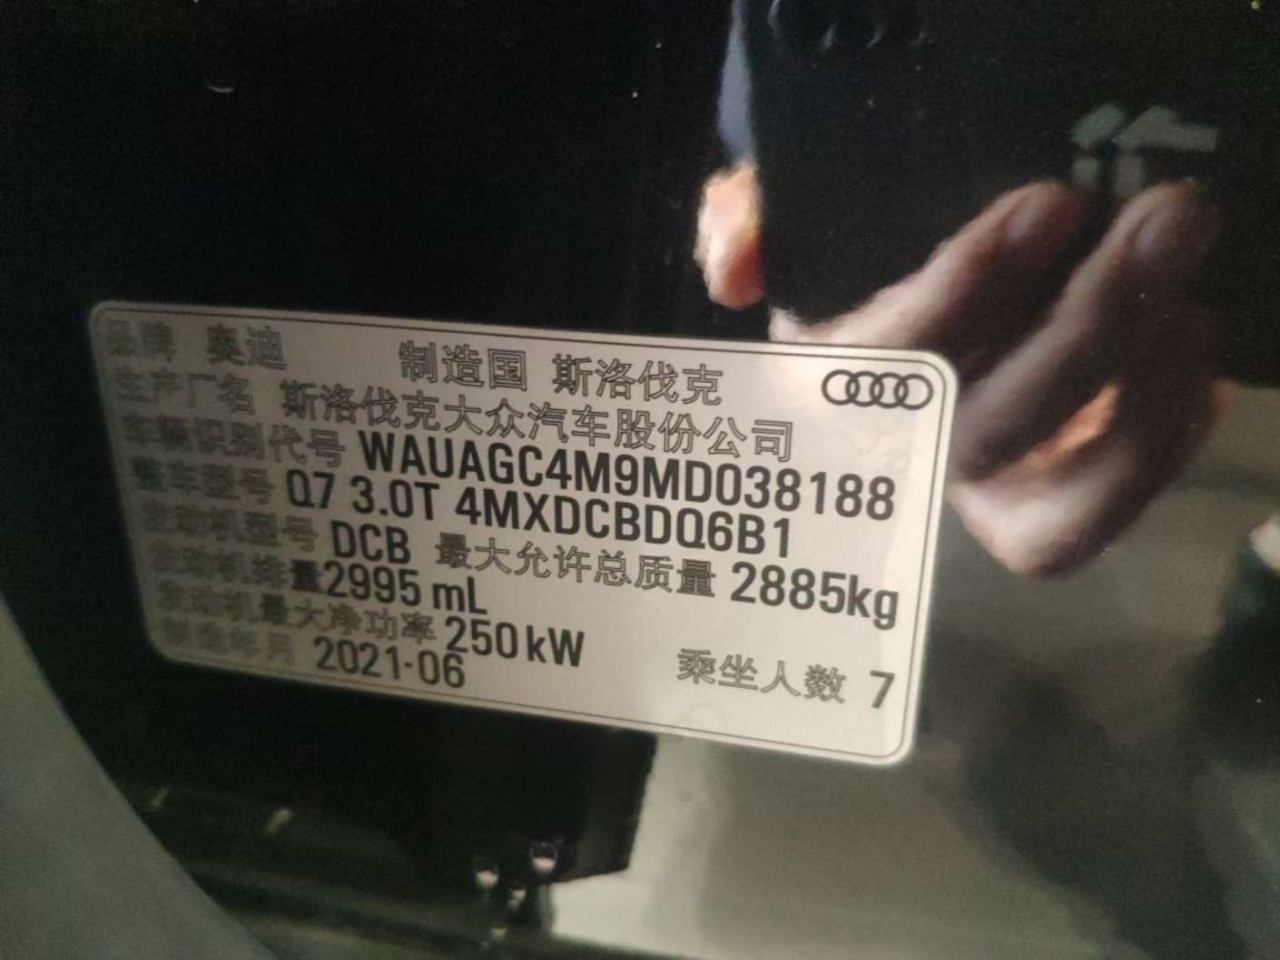 品牌 奥迪 制造国 斯洛伐克
生产厂名 斯洛伐克大众汽车股份公司
车辆识别代号 WAUAGC4M9MD038188
整车型号 Q7 3.0T 4MXDCBDQ6B1
发动机型号 DCB 最大允许总质量 2885kg
发动机排量2995 mL
发动机最大净功率 250 kW
制造年月 2021-06 乘坐人数 7